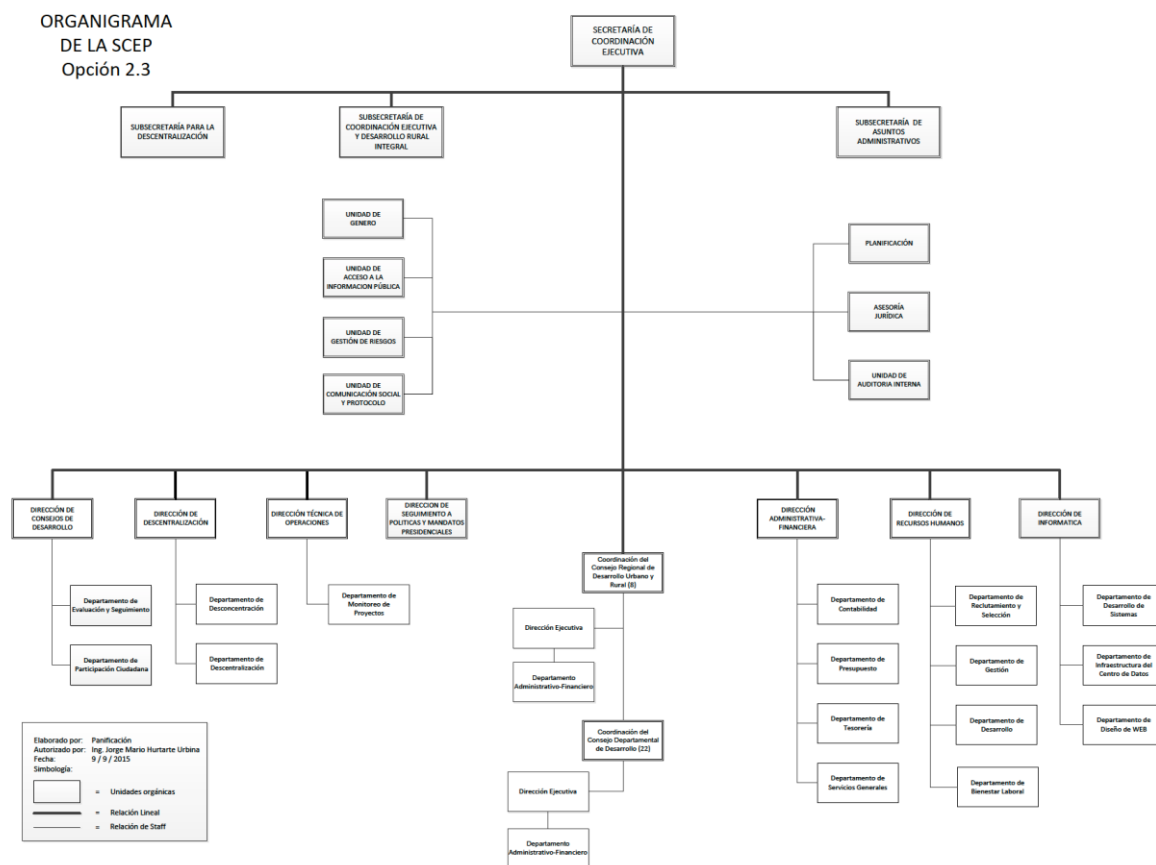 ORGANIGRAMA
DE LA SCEP
Opción 2.3
SECRETARÍA DE
COORDINACIÓN
EJECUTIVA
SUBSECRETARÍA PARA LA
DESCENTRALIZACIÓN
SUBSECRETARÍA DE
COORDINACIÓN EJECUTIVA
Y DESARROLLO RURAL
INTEGRAL
SUBSECRETARÍA DE
ASUNTOS
ADMINISTRATIVOS
UNIDAD DE
GENERO
UNIDAD DE
ACCESO A LA
INFORMACION PÚBLICA
UNIDAD DE
GESTIÓN DE RIESGOS
UNIDAD DE
COMUNICACIÓN SOCIAL
Y PROTOCOLO
PLANIFICACIÓN
ASESORÍA
JURÍDICA
UNIDAD DE
AUDITORIA INTERNA
DIRECCIÓN DE
CONSEJOS DE
DESARROLLO
DIRECCIÓN DE
DESCENTRALIZACIÓN
DIRECCIÓN TÉCNICA DE
OPERACIONES
DIRECCION DE
SEGUIMIENTO A
POLITICAS Y MANDATOS
PRESIDENCIALES
DIRECCIÓN
ADMINISTRATIVA-
FINANCIERA
DIRECCIÓN DE
RECURSOS HUMANOS
DIRECCIÓN DE
INFORMATICA
Departamento de
Evaluación y Seguimiento
Departamento de
Participación Ciudadana
Departamento de
Desconcentración
Departamento de
Descentralización
Departamento de
Monitoreo de
Proyectos
Coordinación del
Consejo Regional de
Desarrollo Urbano y
Rural (8)
Dirección Ejecutiva
Departamento
Administrativo-Financiero
Coordinación del
Consejo Departamental
de Desarrollo (22)
Dirección Ejecutiva
Departamento
Administrativo-Financiero
Departamento de
Contabilidad
Departamento de
Presupuesto
Departamento de
Tesorería
Departamento de
Servicios Generales
Departamento de
Reclutamiento y
Selección
Departamento de
Gestión
Departamento de
Desarrollo
Departamento de
Bienestar Laboral
Departamento de
Desarrollo de
Sistemas
Departamento de
Infraestructura del
Centro de Datos
Departamento de
Diseño de WEB
Elaborado por: Panificación
Autorizado por: Ing. Jorge Mario Hurtarte Urbina
Fecha: 9 / 9 / 2015
Simbología:
= Unidades orgánicas
= Relación Lineal
= Relación de Staff